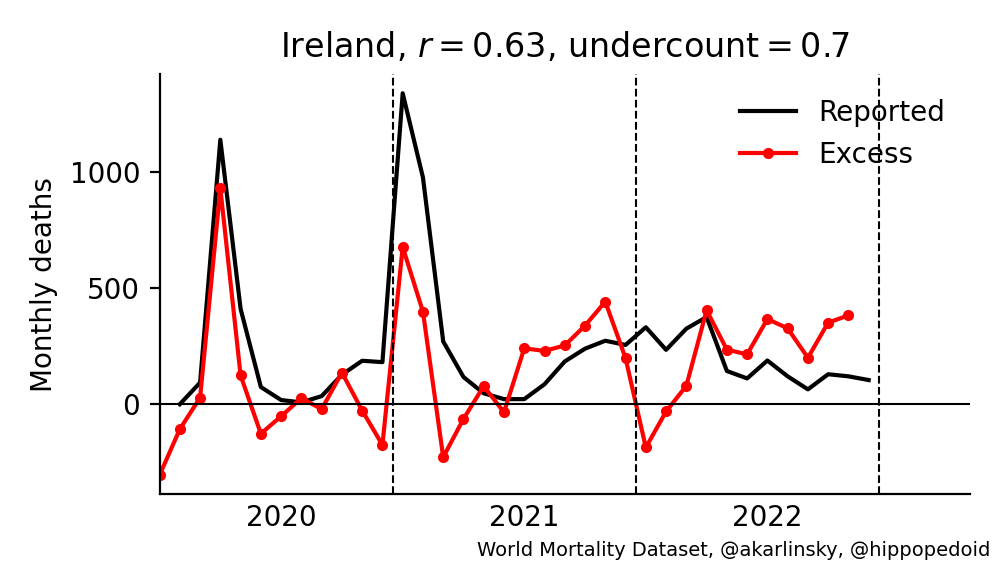 Ireland, r = 0.63, undercount = 0.7
Reported
Excess
Monthly deaths
1000
500
0
2020 2021 2022
World Mortality Dataset, @akarlinsky, @hippopedoid